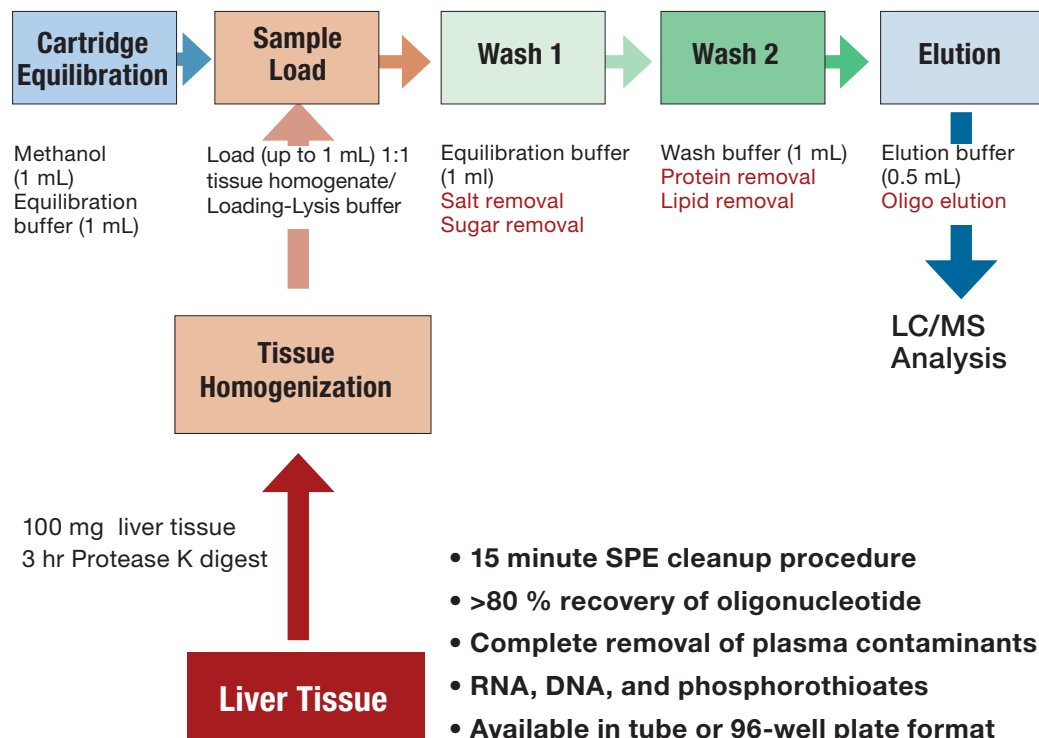 Cartridge
Equilibration
Sample
Load
Wash 1
Wash 2
Elution
Methanol
(1 mL)
Equilibration
buffer (1 mL)
Load (up to 1 mL) 1:1
tissue homogenate/
Loading-Lysis buffer
Equilibration buffer
(1 ml)
Salt removal
Sugar removal
Wash buffer (1 mL)
Protein removal
Lipid removal
Elution buffer
(0.5 mL)
Oligo elution
LC/MS
Analysis
Tissue
Homogenization
100 mg liver tissue
3 hr Protease K digest
Liver Tissue
• 15 minute SPE cleanup procedure
• >80 % recovery of oligonucleotide
• Complete removal of plasma contaminants
• RNA, DNA, and phosphorothioates
• Available in tube or 96-well plate format